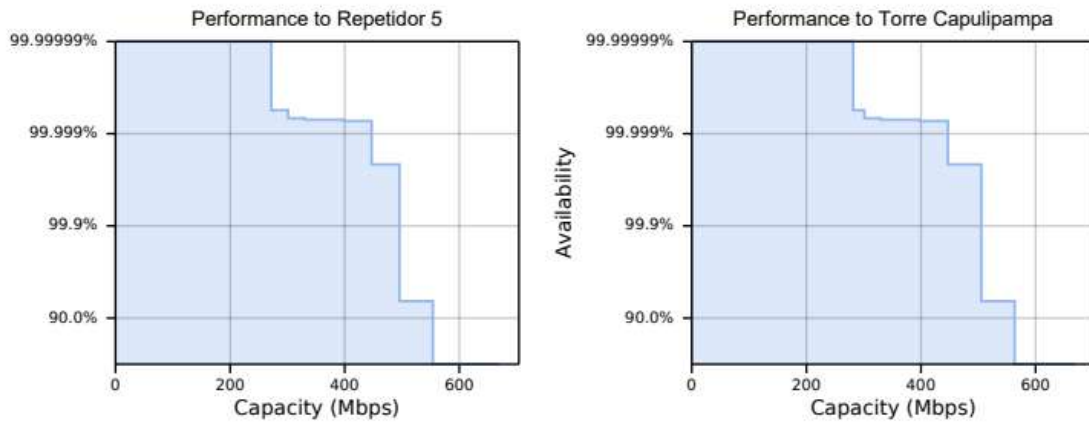 Performance to Repetidor 5
99.99999%
99.999%
99.9%
90.0%
0 200 400 600
Capacity (Mbps)
Performance to Torre Capulipampa
Availability
99.99999%
99.999%
99.9%
90.0%
0 200 400 600
Capacity (Mbps)